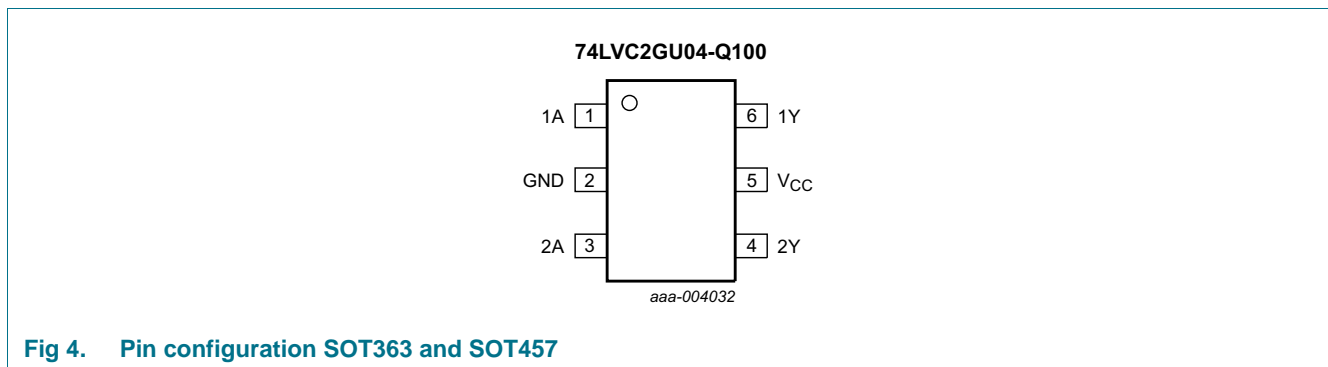 74LVC2GU04-Q100
1A 1 6 1Y
GND 2 5 VCC
2A 3 4 2Y
aaa-004032
Fig 4. Pin configuration SOT363 and SOT457